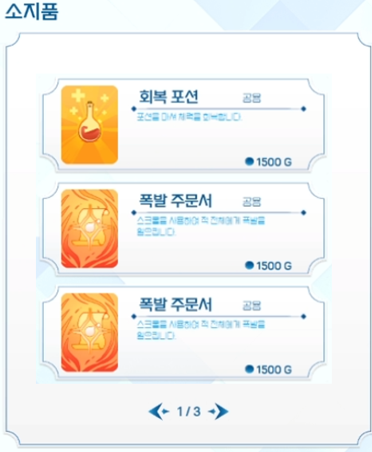 소지품
회복 포션 공용
포션을 마셔 체력을 회복합니다.
1500 G
폭발 주문서 공용
스크롤을 사용하여 적 전체에게 폭발을
일으킵니다.
1500 G
폭발 주문서 공용
스크롤을 사용하여 적 전체에게 폭발을
일으킵니다.
1500 G
1/3